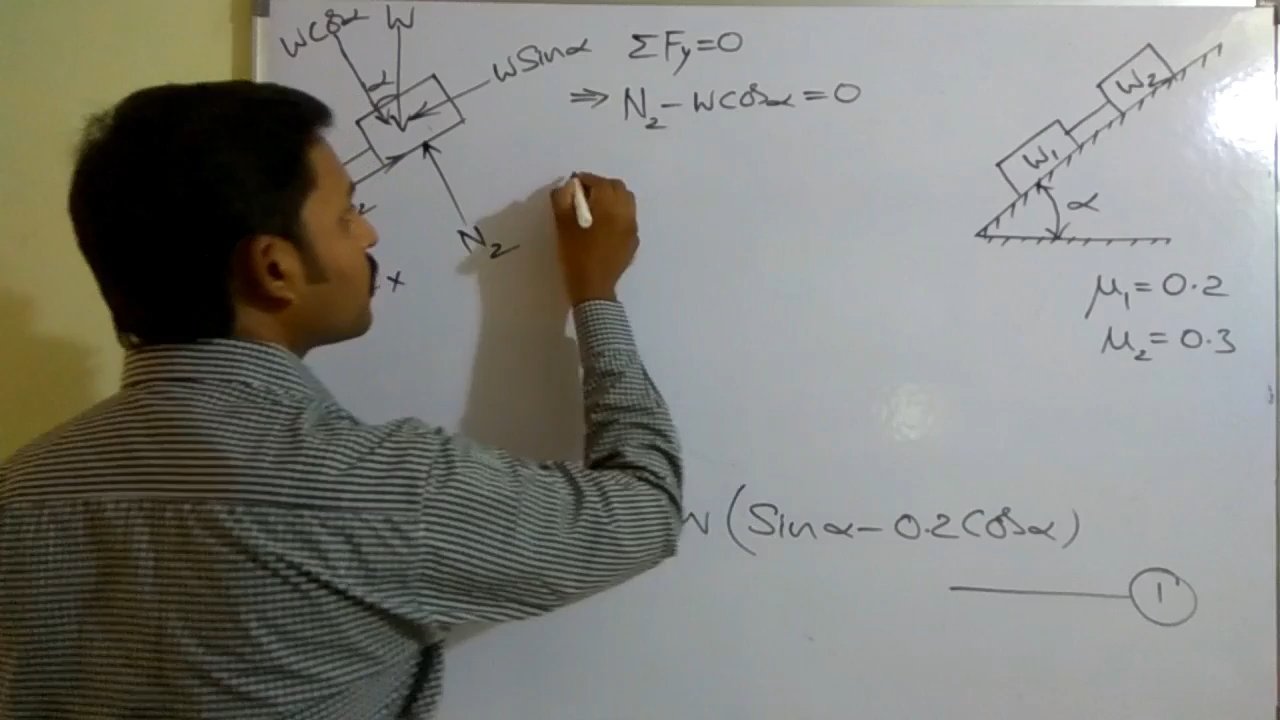 Wcosα W
α
Wsinα
ΣFy=0
⇒ N₂-Wcosα=0
N₂
x
W₂
W₁
α
μ₁=0.2
μ₂=0.3
W(Sinα-0.2Cosα)
1